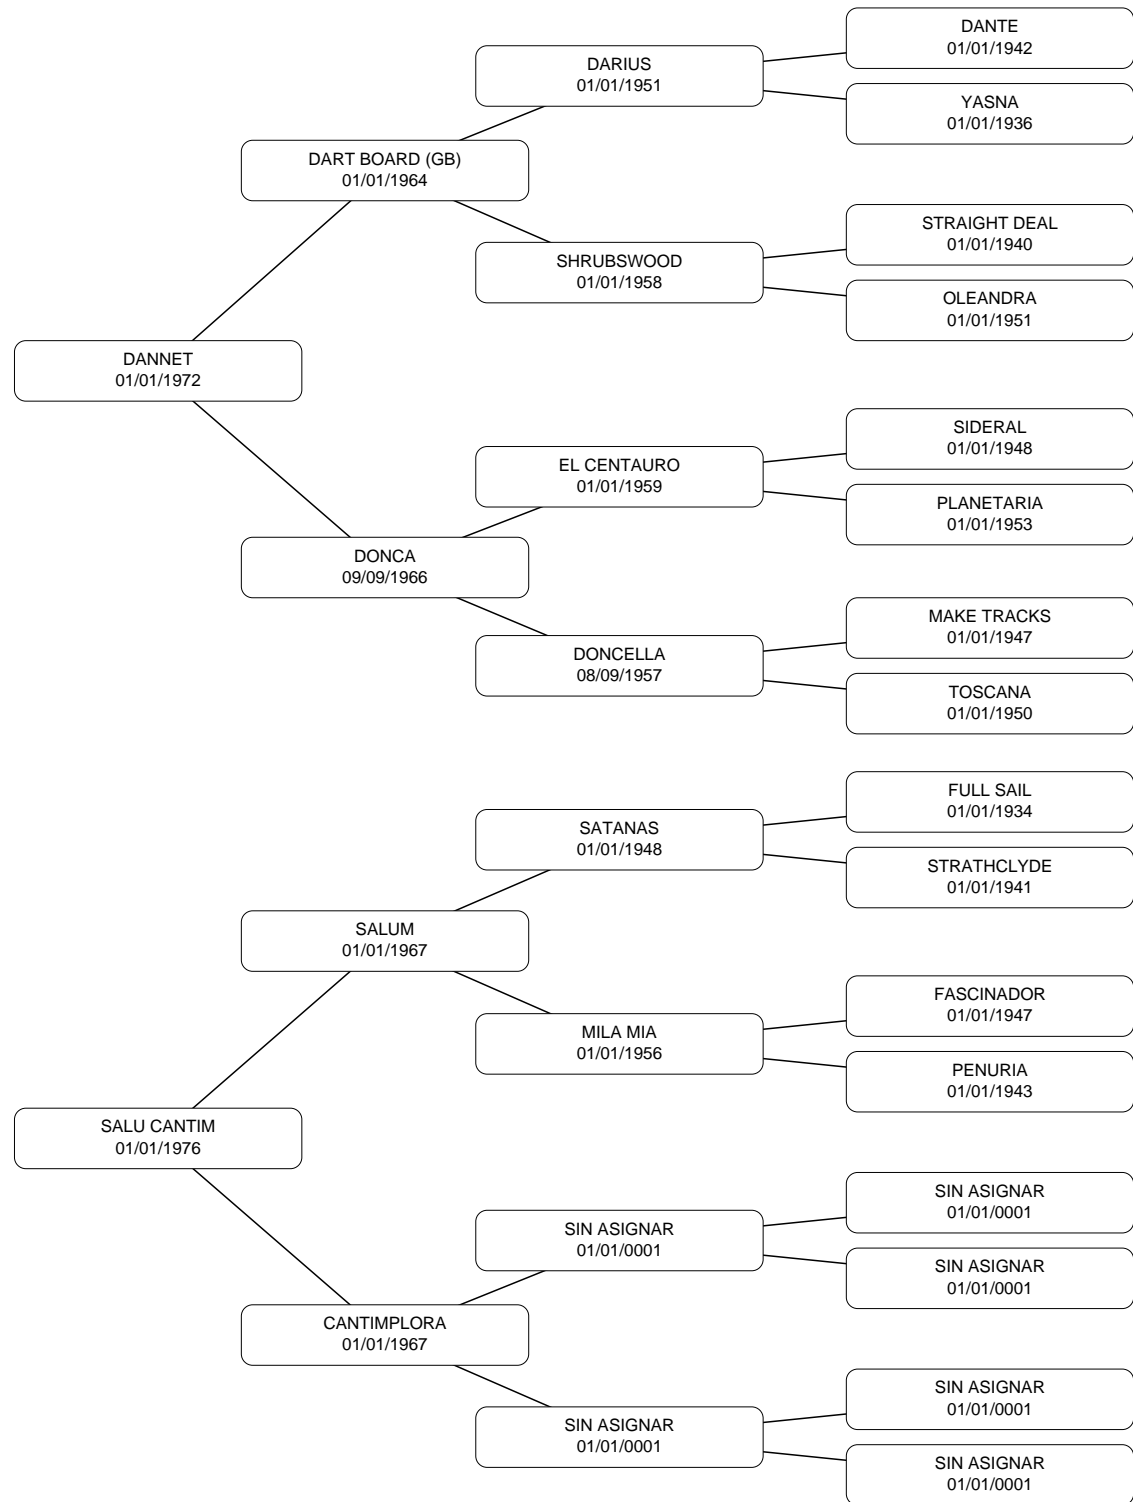 DANTE
01/01/1942
DARIUS
01/01/1951
YASNA
01/01/1936
DART BOARD (GB)
01/01/1964
STRAIGHT DEAL
01/01/1940
SHRUBSWOOD
01/01/1958
OLEANDRA
01/01/1951
DANNET
01/01/1972
SIDERAL
01/01/1948
EL CENTAURO
01/01/1959
PLANETARIA
01/01/1953
DONCA
09/09/1966
MAKE TRACKS
01/01/1947
DONCELLA
08/09/1957
TOSCANA
01/01/1950
FULL SAIL
01/01/1934
SATANAS
01/01/1948
STRATHCLYDE
01/01/1941
SALUM
01/01/1967
FASCINADOR
01/01/1947
MILA MIA
01/01/1956
PENURIA
01/01/1943
SALU CANTIM
01/01/1976
SIN ASIGNAR
01/01/0001
SIN ASIGNAR
01/01/0001
SIN ASIGNAR
01/01/0001
CANTIMPLORA
01/01/1967
SIN ASIGNAR
01/01/0001
SIN ASIGNAR
01/01/0001
SIN ASIGNAR
01/01/0001